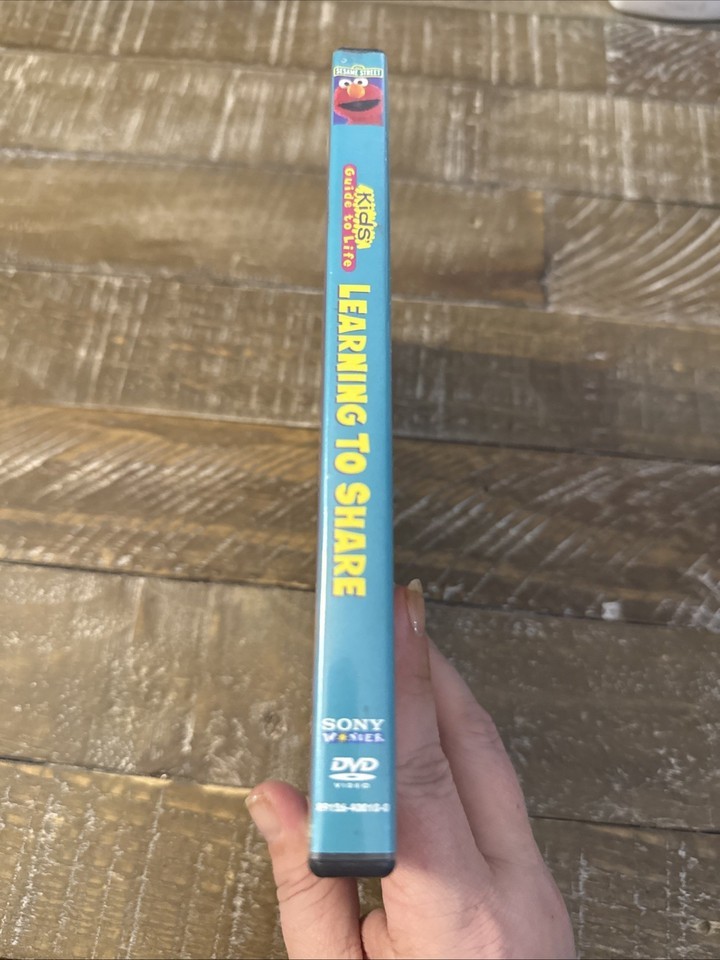 SESAME STREET
Kids
Guide to Life
LEARNING TO SHARE
SONY
WONDER
DVD
VIDEO